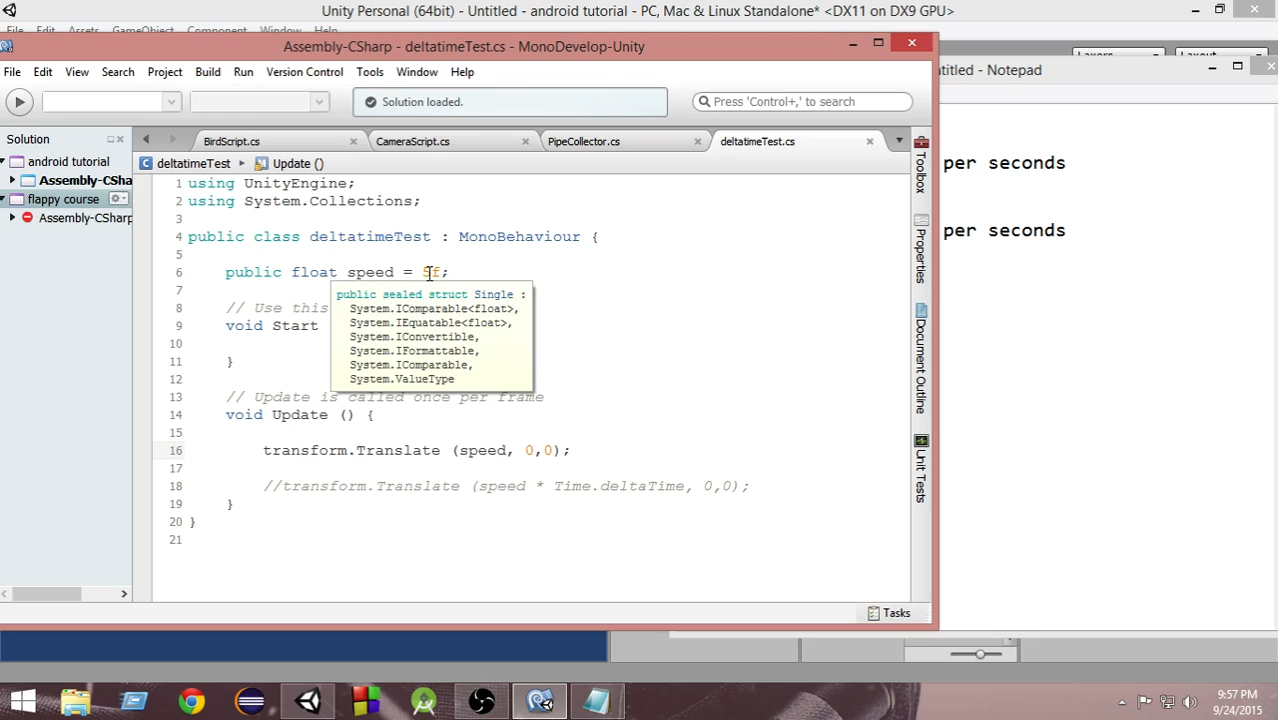 Unity Personal (64bit) - Untitled - android tutorial - PC, Mac & Linux Standalone* <DX11 on DX9 GPU>
File Edit Assets GameObject Component Window Help
Layers Layout
Assembly-CSharp - deltatimeTest.cs - MonoDevelop-Unity
ntitled - Notepad
File Edit View Search Project Build Run Version Control Tools Window Help
Solution loaded.
Press 'Control+,' to search
Solution
BirdScript.cs
CameraScript.cs
PipeCollector.cs
deltatimeTest.cs
android tutorial
Assembly-CSha
flappy course
Assembly-CSharp
deltatimeTest
Update ()
1 using UnityEngine;
2 using System.Collections;
3
4 public class deltatimeTest : MonoBehaviour {
5
6 public float speed = 5f;
7
8 // Use this
9 void Start
10
11 }
12
13 // Update is called once per frame
14 void Update () {
15
16 transform.Translate (speed, 0,0);
17
18 //transform.Translate (speed * Time.deltaTime, 0,0);
19 }
20 }
21
public sealed struct Single :
System.IComparable<float>,
System.IEquatable<float>,
System.IConvertible,
System.IFormattable,
System.IComparable,
System.ValueType
Toolbox
Properties
Document Outline
Unit Tests
per seconds
per seconds
Tasks
9:57 PM
9/24/2015